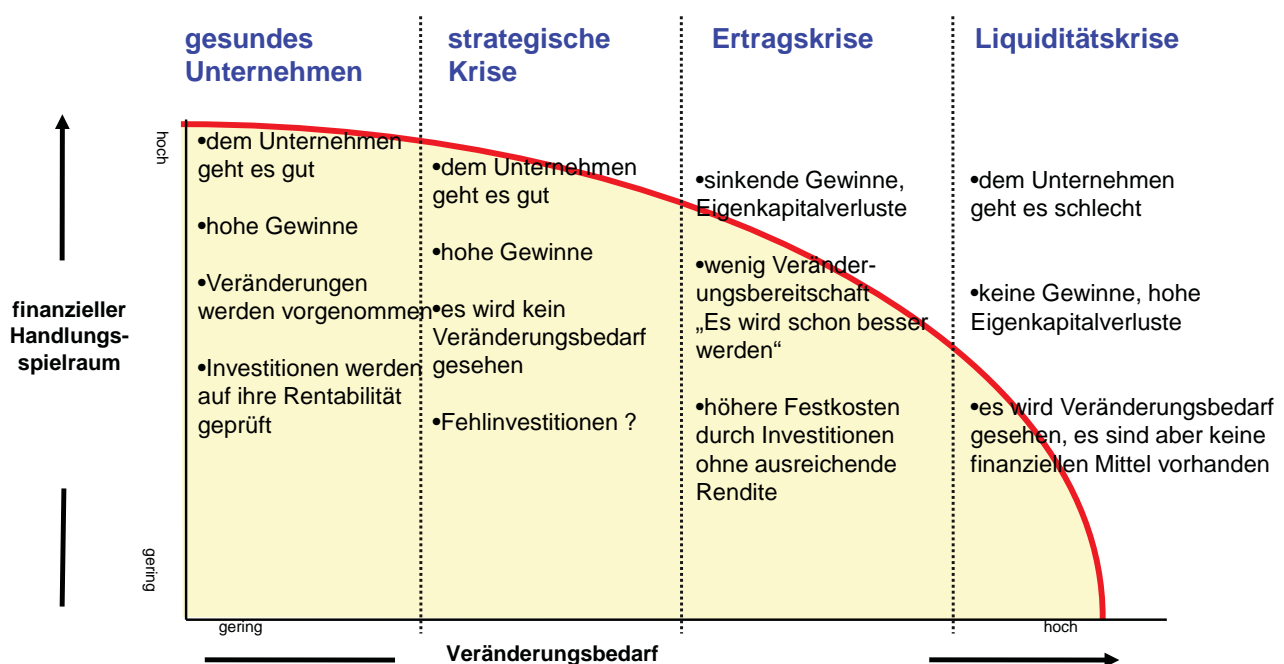 gesundes
Unternehmen
strategische
Krise
Ertragskrise
Liquiditätskrise
hoch
•dem Unternehmen
geht es gut
•hohe Gewinne
•Veränderungen
werden vorgenommen
•Investitionen werden
auf ihre Rentabilität
geprüft
•dem Unternehmen
geht es gut
•hohe Gewinne
•es wird kein
Veränderungsbedarf
gesehen
•Fehlinvestitionen ?
•sinkende Gewinne,
Eigenkapitalverluste
•wenig Veränder-
ungsbereitschaft
„Es wird schon besser
werden“
•höhere Festkosten
durch Investitionen
ohne ausreichende
Rendite
•dem Unternehmen
geht es schlecht
•keine Gewinne, hohe
Eigenkapitalverluste
•es wird Veränderungsbedarf
gesehen, es sind aber keine
finanziellen Mittel vorhanden
finanzieller
Handlungs-
spielraum
gering
gering
hoch
Veränderungsbedarf